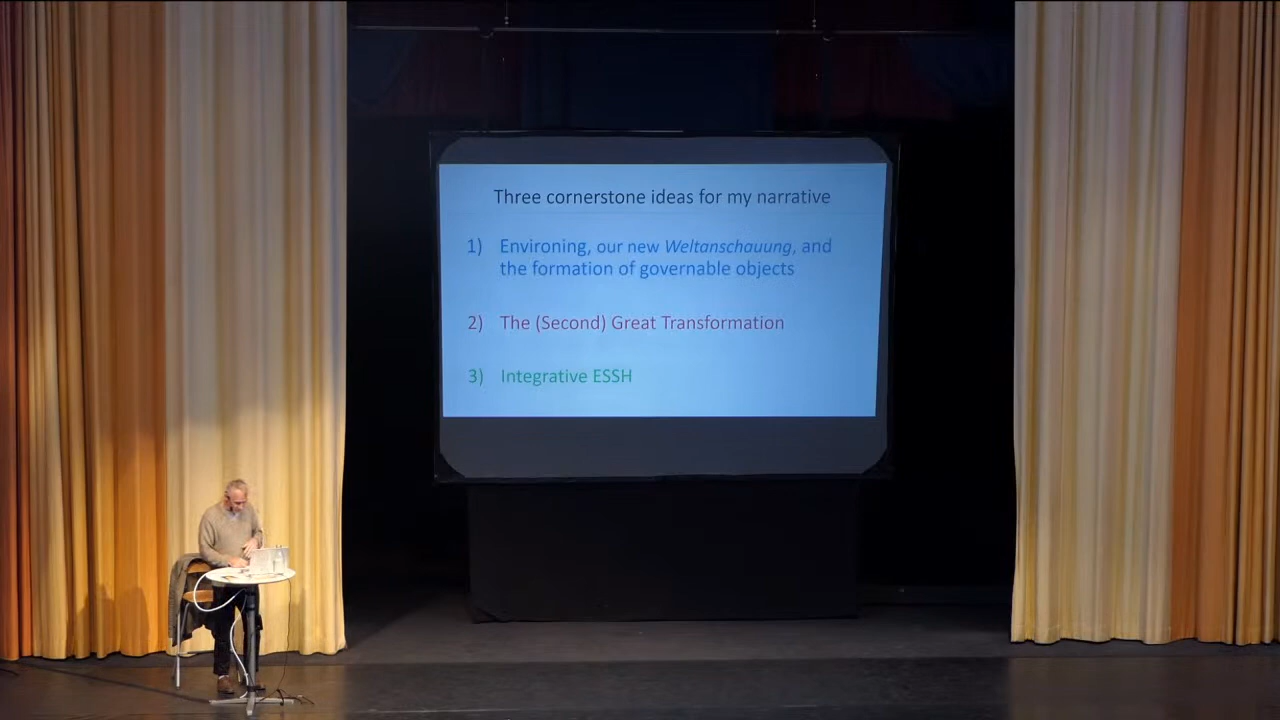 Three cornerstone ideas for my narrative
1) Environing, our new Weltanschauung, and
the formation of governable objects
2) The (Second) Great Transformation
3) Integrative ESSH